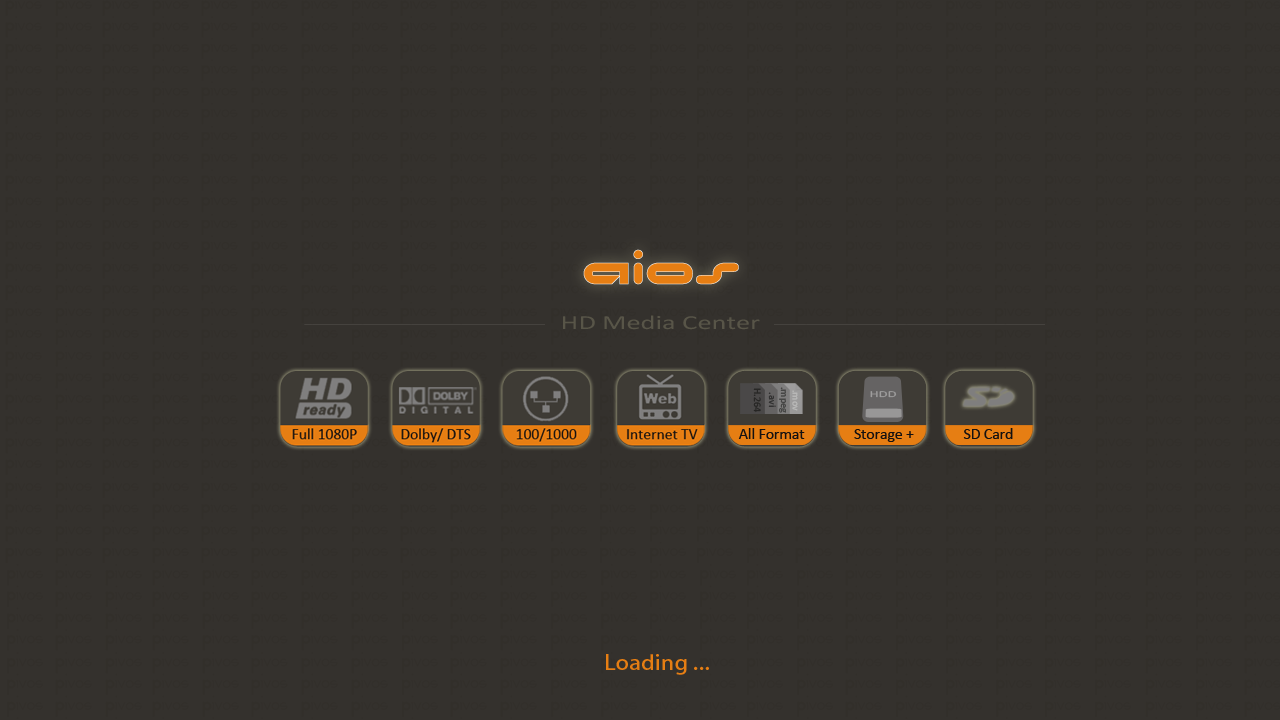 aios
HD Media Center
HD
ready
Full 1080P
DOLBY
DIGITAL
Dolby/ DTS
100/1000
Web
Internet TV
H.264
.avi
.mpeg
.mov
All Format
HDD
Storage +
SD
SD Card
Loading ...